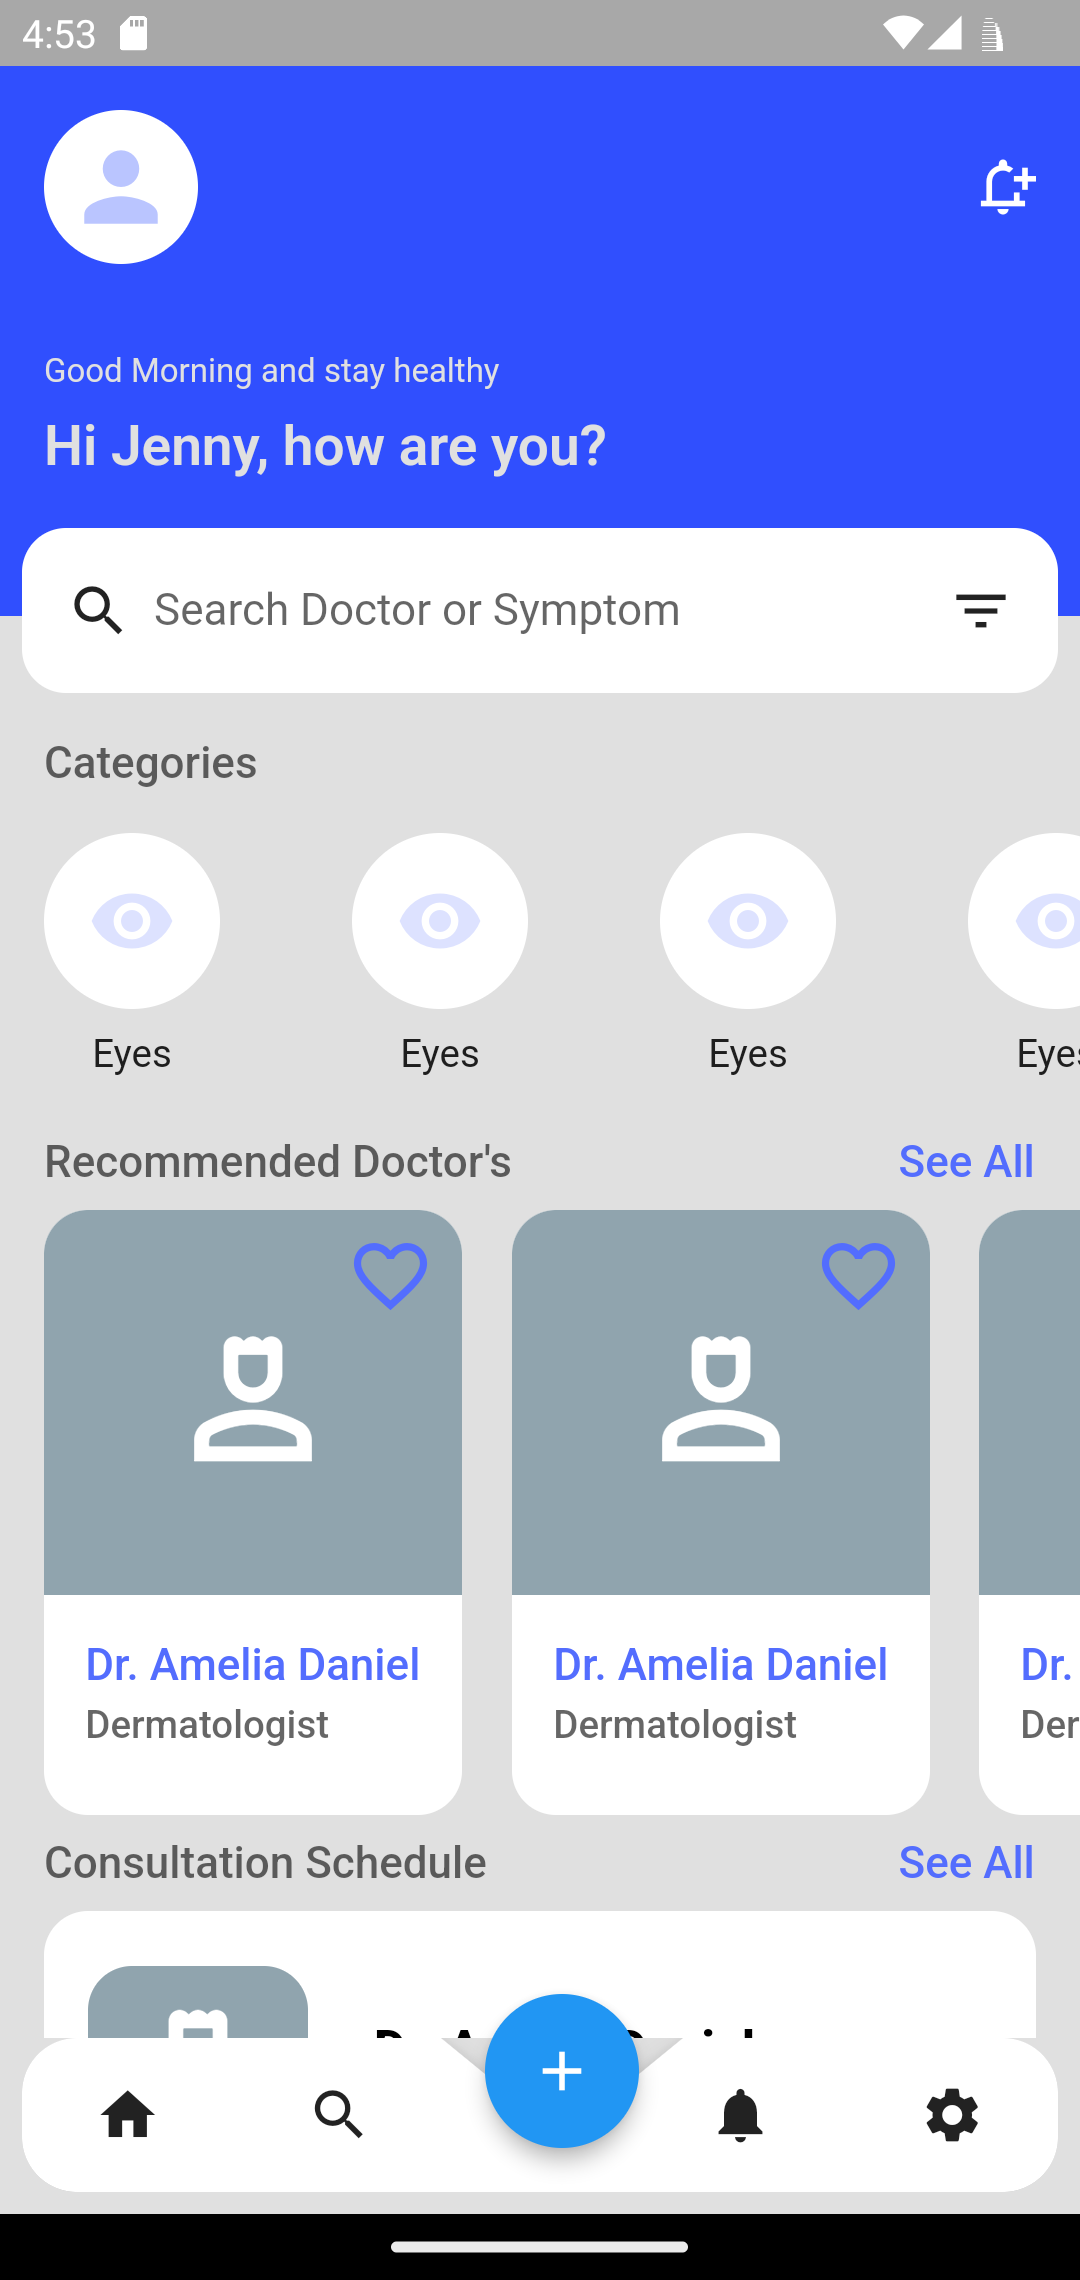 4:53
Good Morning and stay healthy
Hi Jenny, how are you?
Search Doctor or Symptom
Categories
Eyes Eyes Eyes Eyes
Recommended Doctor's See All
Dr. Amelia Daniel Dr. Amelia Daniel Dr.
Dermatologist Dermatologist Der
Consultation Schedule See All